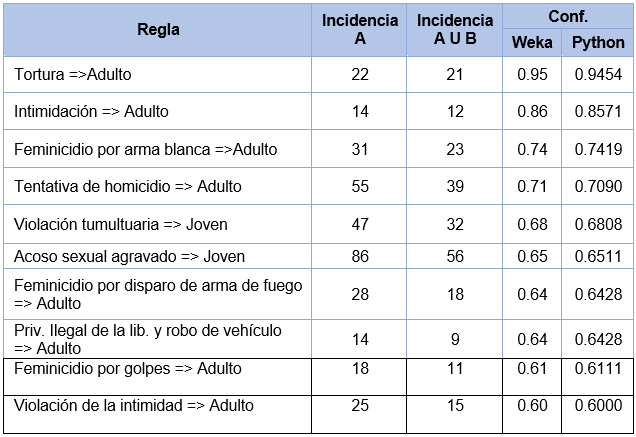 Regla Incidencia A Incidencia A U B Conf.
Weka Python
Tortura =>Adulto 22 21 0.95 0.9454
Intimidación => Adulto 14 12 0.86 0.8571
Feminicidio por arma blanca =>Adulto 31 23 0.74 0.7419
Tentativa de homicidio => Adulto 55 39 0.71 0.7090
Violación tumultuaria => Joven 47 32 0.68 0.6808
Acoso sexual agravado => Joven 86 56 0.65 0.6511
Feminicidio por disparo de arma de fuego
=> Adulto 28 18 0.64 0.6428
Priv. Ilegal de la lib. y robo de vehículo
=> Adulto 14 9 0.64 0.6428
Feminicidio por golpes => Adulto 18 11 0.61 0.6111
Violación de la intimidad => Adulto 25 15 0.60 0.6000